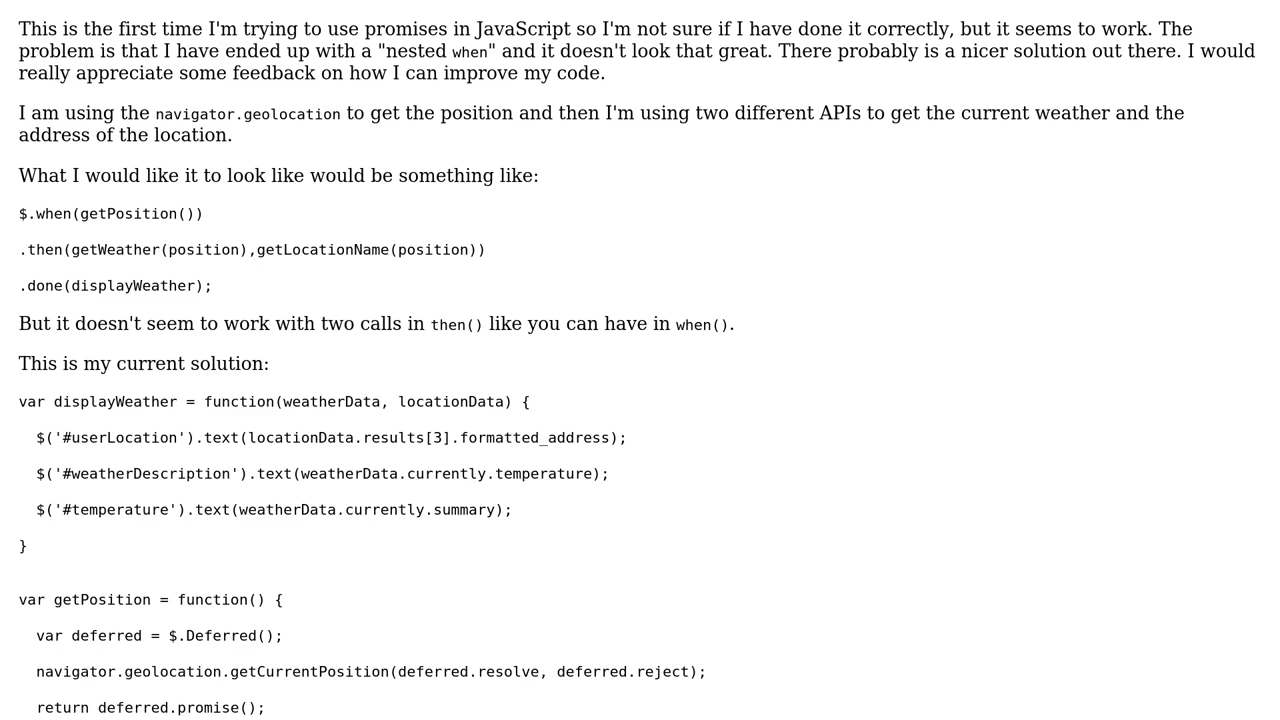 This is the first time I'm trying to use promises in JavaScript so I'm not sure if I have done it correctly, but it seems to work. The
problem is that I have ended up with a "nested when" and it doesn't look that great. There probably is a nicer solution out there. I would
really appreciate some feedback on how I can improve my code.
I am using the navigator.geolocation to get the position and then I'm using two different APIs to get the current weather and the
address of the location.
What I would like it to look like would be something like:
$.when(getPosition())
.then(getWeather(position),getLocationName(position))
.done(displayWeather);
But it doesn't seem to work with two calls in then() like you can have in when().
This is my current solution:
var displayWeather = function(weatherData, locationData) {
  $('#userLocation').text(locationData.results[3].formatted_address);
  $('#weatherDescription').text(weatherData.currently.temperature);
  $('#temperature').text(weatherData.currently.summary);
}
var getPosition = function() {
  var deferred = $.Deferred();
  navigator.geolocation.getCurrentPosition(deferred.resolve, deferred.reject);
  return deferred.promise();